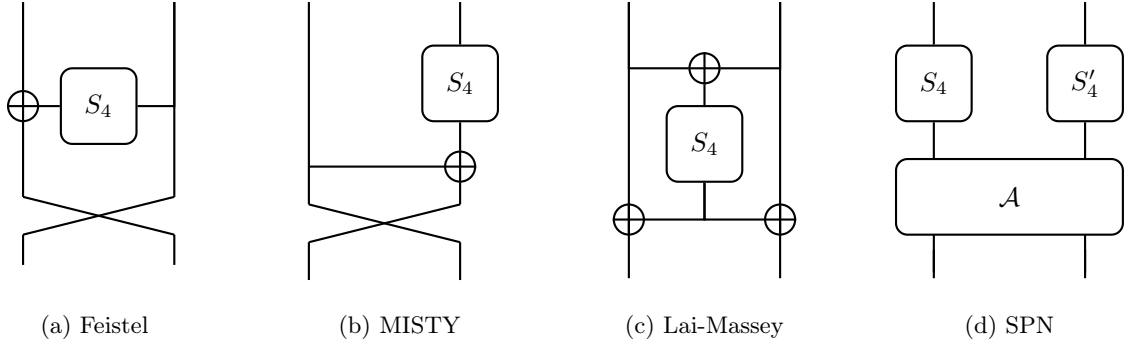 S₄
S₄
S₄
S₄ S′₄
𝒜
(a) Feistel (b) MISTY (c) Lai-Massey (d) SPN